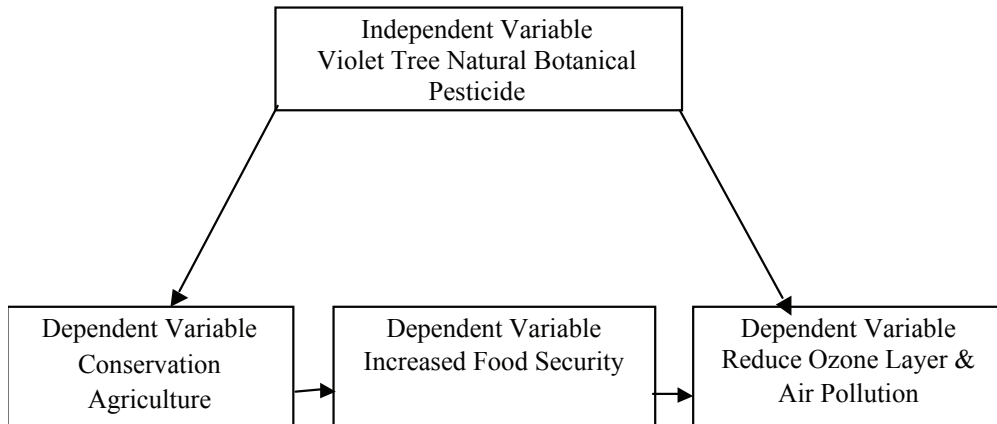 Independent Variable
Violet Tree Natural Botanical
Pesticide
Dependent Variable
Conservation
Agriculture
Dependent Variable
Increased Food Security
Dependent Variable
Reduce Ozone Layer &
Air Pollution